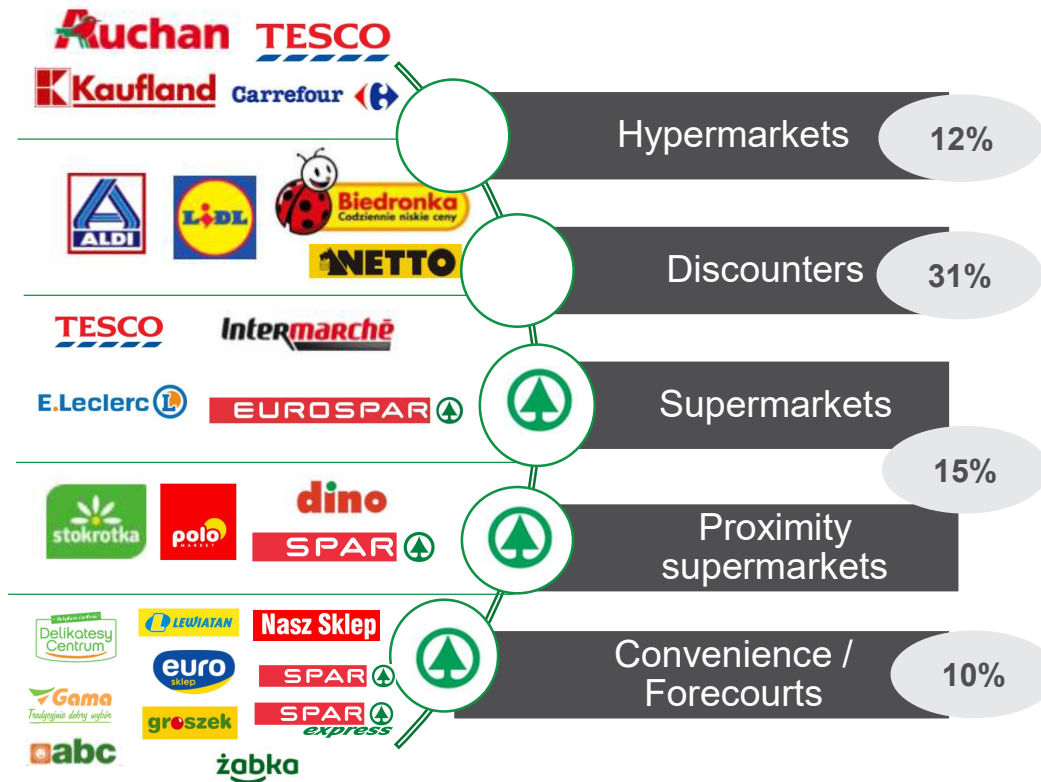 Auchan
TESCO
Kaufland
Carrefour
Hypermarkets
12%
ALDI
LIDL
Biedronka
Codziennie niskie ceny
NETTO
Discounters
31%
TESCO
Intermarchē
E.Leclerc L
EUROSPAR
Supermarkets
15%
stokrotka
polo
MARKET
dino
SPAR
Proximity
supermarkets
Delikatesy
Centrum
LEWIATAN
Nasz Sklep
euro
sklep
SPAR
Gama
Tradycyjnie dobry wybór
groszek
SPAR
express
abc
żabka
Convenience /
Forecourts
10%